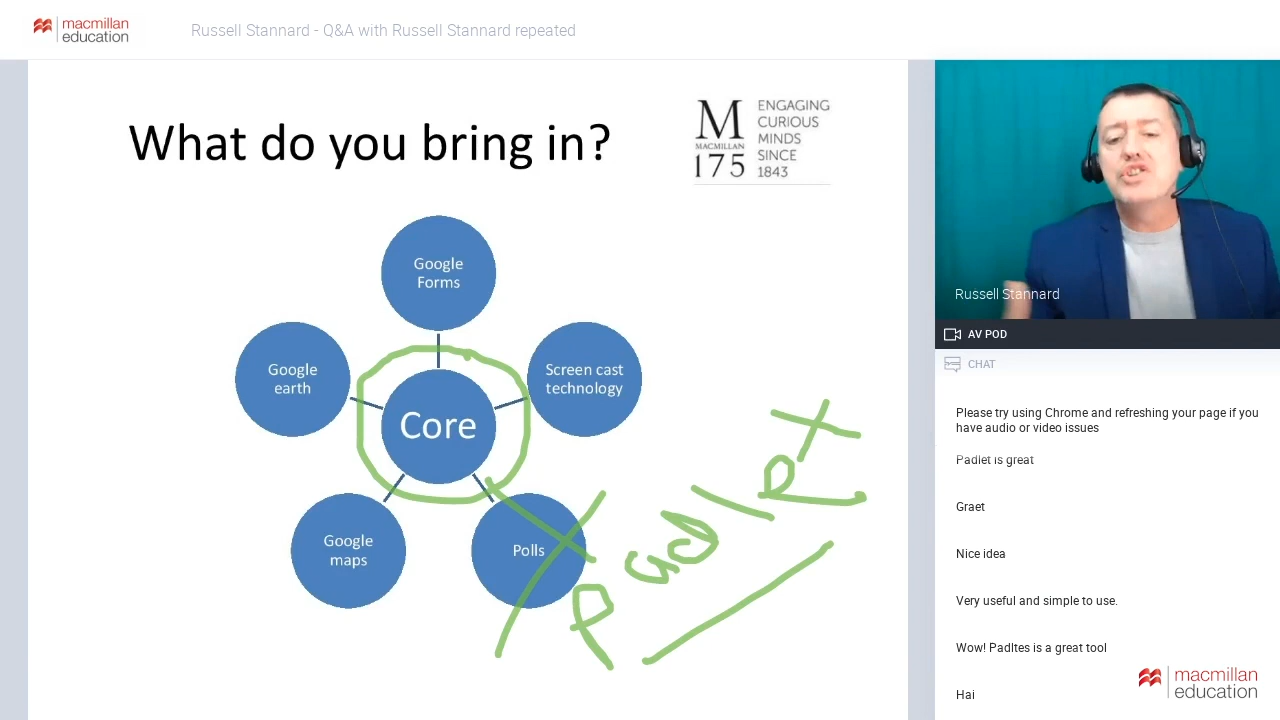 macmillan
education
Russell Stannard - Q&A with Russell Stannard repeated
What do you bring in?
M
MACMILLAN
175
ENGAGING
CURIOUS
MINDS
SINCE
1843
Google
Forms
Google
earth
Screen cast
technology
Core
Google
maps
Polls
Padlet
Russell Stannard
AV POD
CHAT
Please try using Chrome and refreshing your page if you
have audio or video issues
Padlet is great
Graet
Nice idea
Very useful and simple to use.
Wow! Padltes is a great tool
Hai
macmillan
education